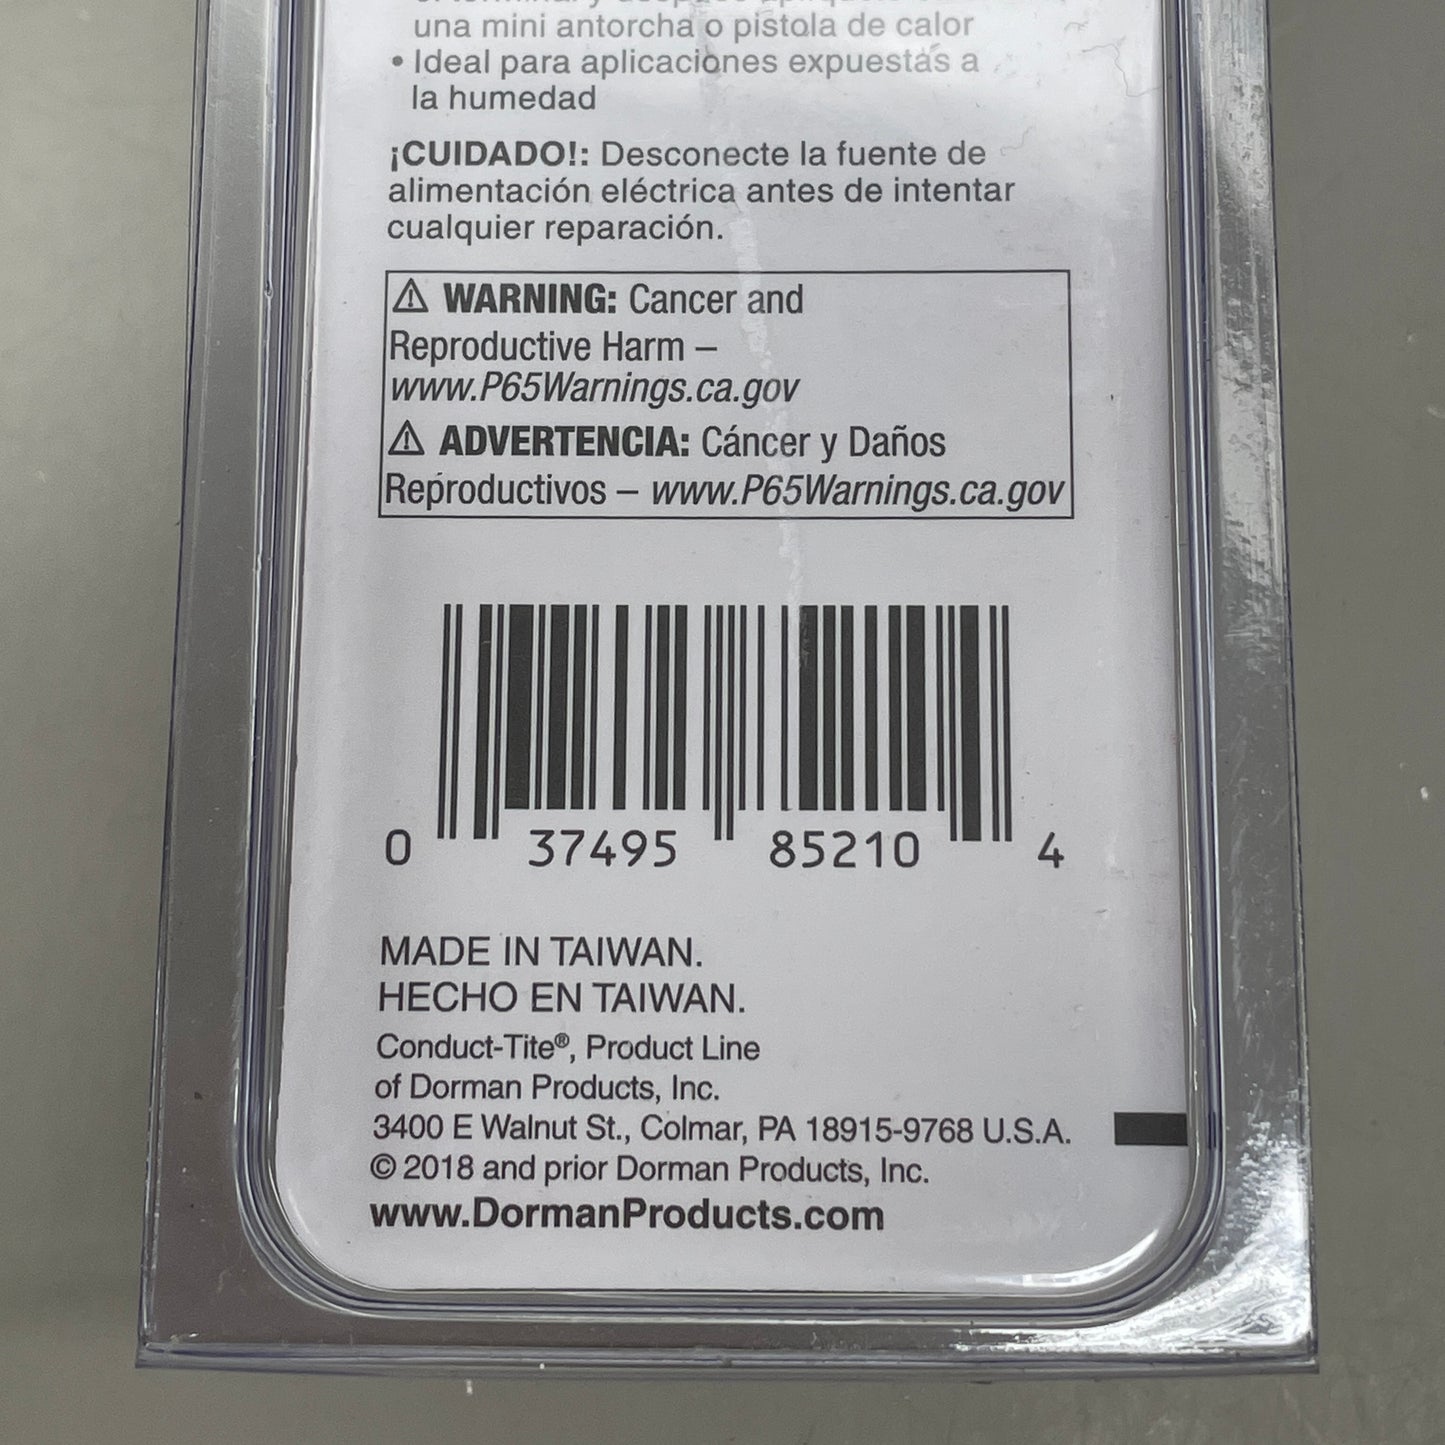 una mini antorcha o pistola de calor
• Ideal para aplicaciones expuestas a
la humedad
¡CUIDADO!: Desconecte la fuente de
alimentación eléctrica antes de intentar
cualquier reparación.
⚠ WARNING: Cancer and
Reproductive Harm –
www.P65Warnings.ca.gov
⚠ ADVERTENCIA: Cáncer y Daños
Reproductivos – www.P65Warnings.ca.gov
0 37495 85210 4
MADE IN TAIWAN.
HECHO EN TAIWAN.
Conduct-Tite®, Product Line
of Dorman Products, Inc.
3400 E Walnut St., Colmar, PA 18915-9768 U.S.A.
© 2018 and prior Dorman Products, Inc.
www.DormanProducts.com